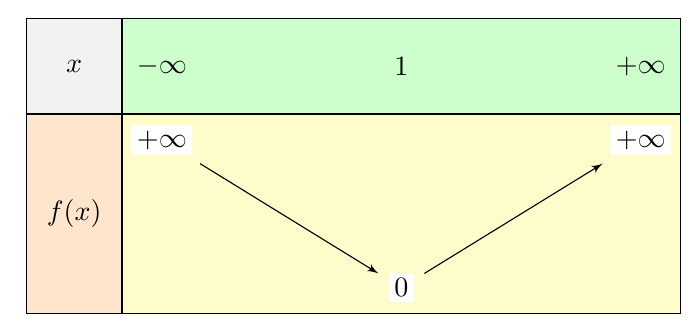 x −∞ 1 +∞
+∞ +∞
f(x)
0